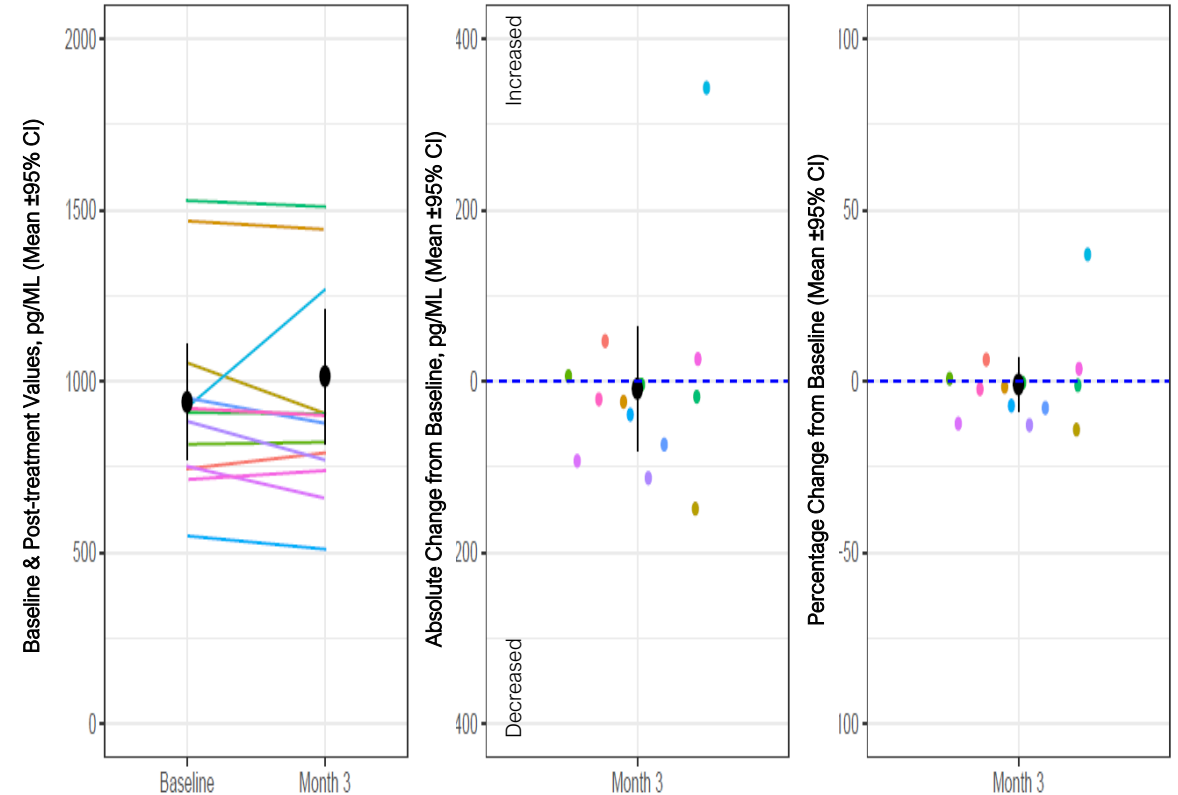 Baseline & Post-treatment Values, pg/ML (Mean ±95% CI)
2000
1500
1000
500
0
Baseline
Month 3
Absolute Change from Baseline, pg/ML (Mean ±95% CI)
400
200
0
200
400
Increased
Decreased
Month 3
Percentage Change from Baseline (Mean ±95% CI)
100
50
0
-50
100
Month 3